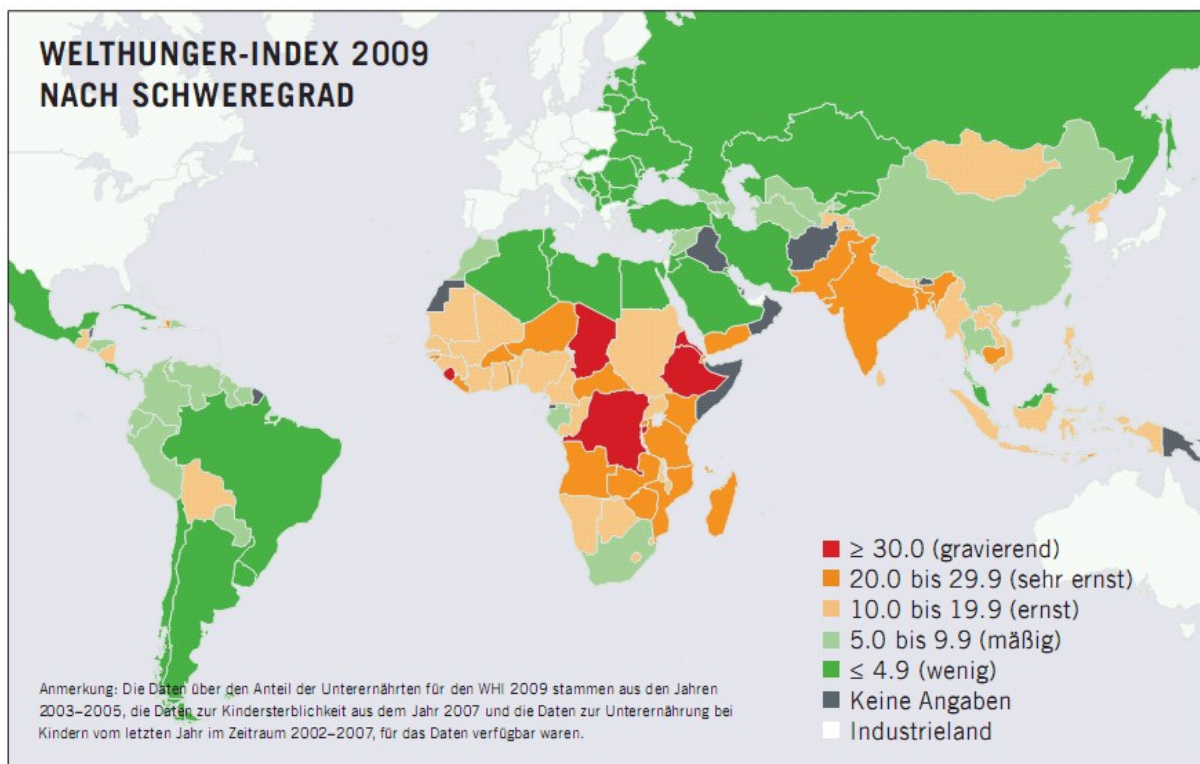 WELTHUNGER-INDEX 2009
NACH SCHWEREGRAD
≥ 30.0 (gravierend)
20.0 bis 29.9 (sehr ernst)
10.0 bis 19.9 (ernst)
5.0 bis 9.9 (mäßig)
≤ 4.9 (wenig)
Keine Angaben
Industrieland
Anmerkung: Die Daten über den Anteil der Unterernährten für den WHI 2009 stammen aus den Jahren
2003–2005, die Daten zur Kindersterblichkeit aus dem Jahr 2007 und die Daten zur Unterernährung bei
Kindern vom letzten Jahr im Zeitraum 2002–2007, für das Daten verfügbar waren.